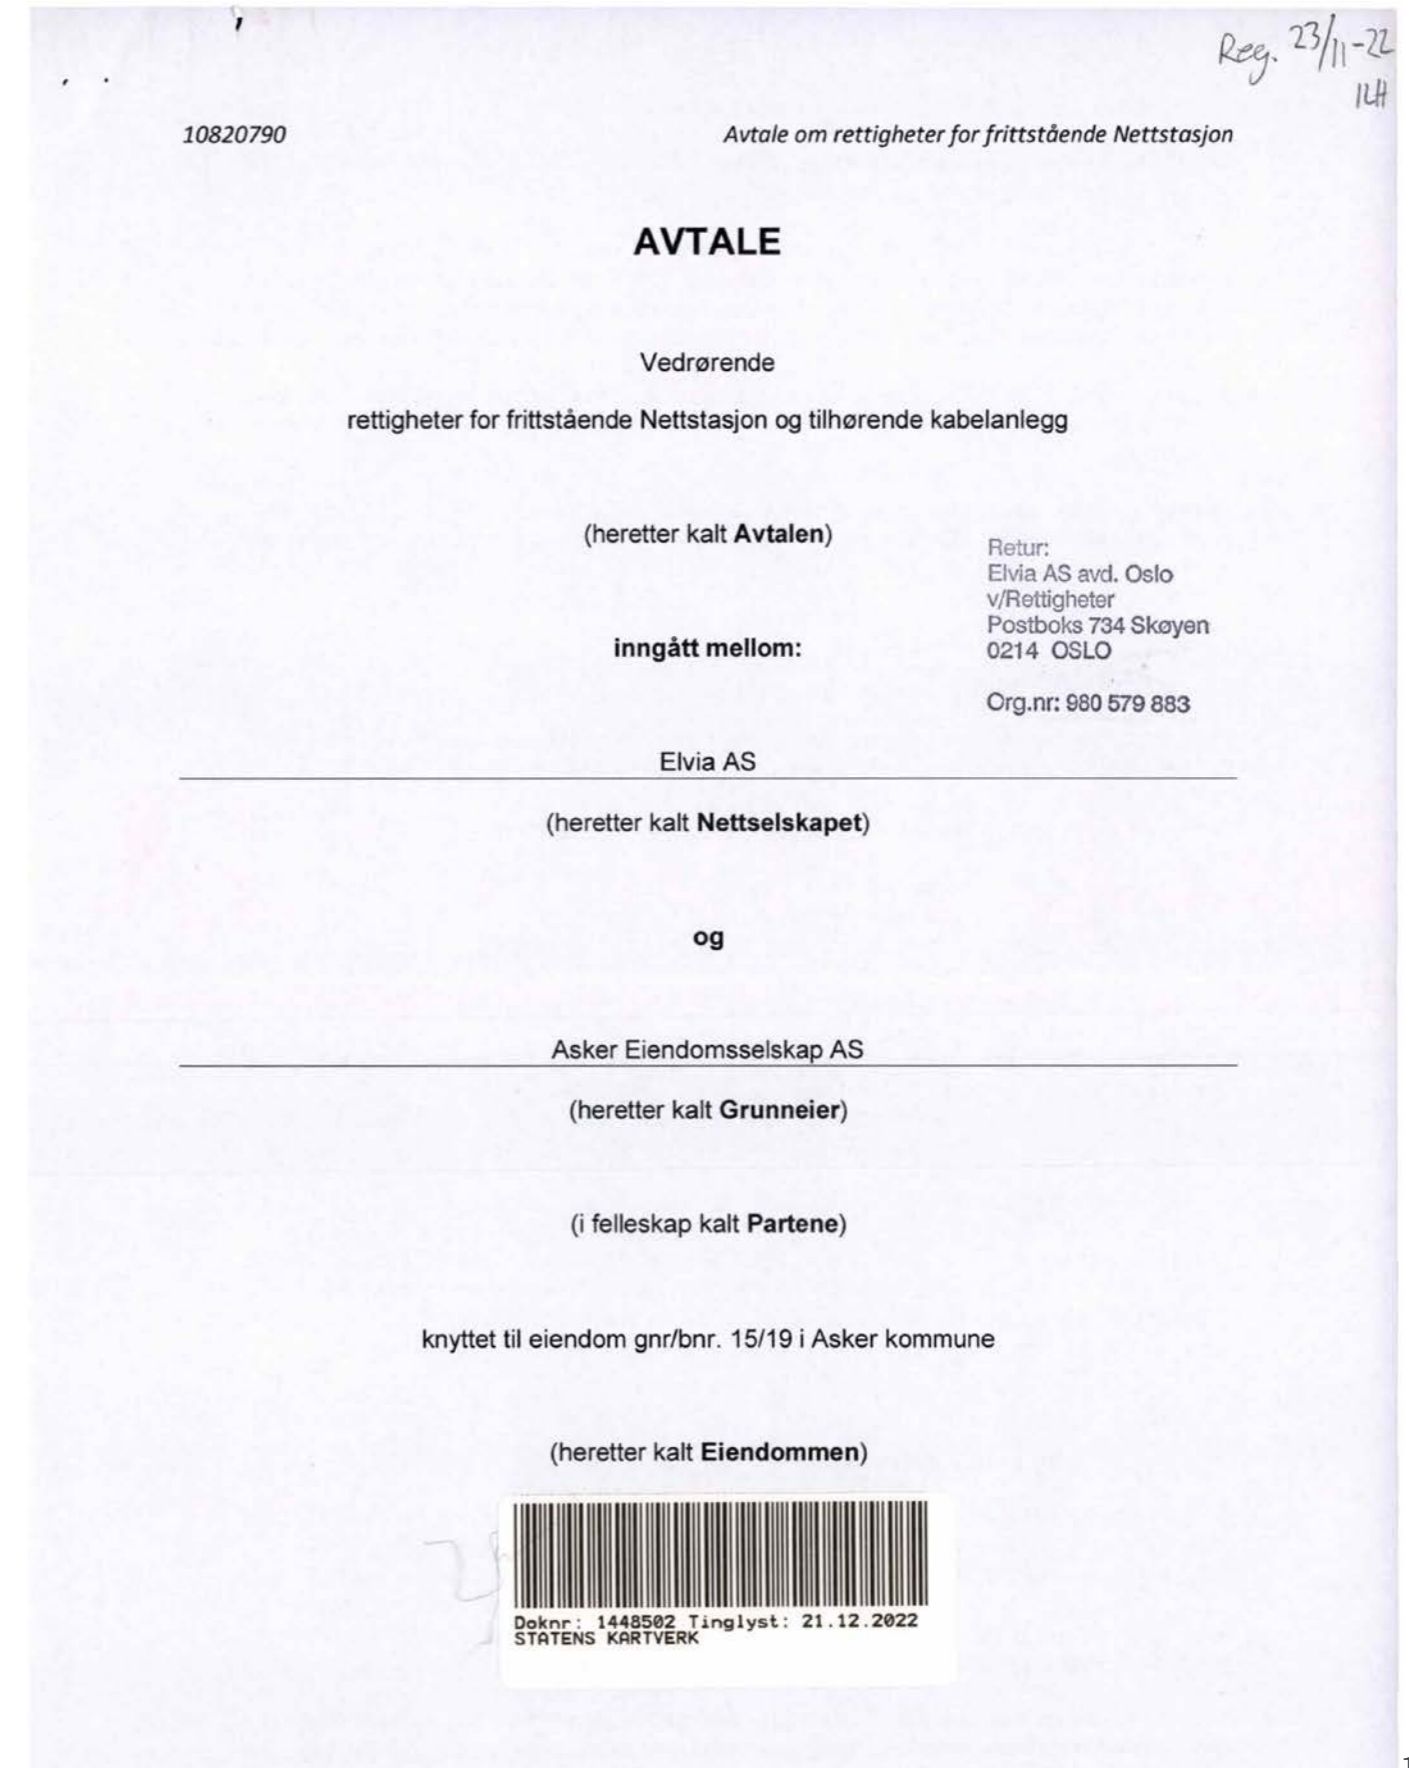 Reg. 23/11-22
10820790 Avtale om rettigheter for frittstående Nettstasjon
AVTALE
Vedrørende
rettigheter for frittstående Nettstasjon og tilhørende kabelanlegg
(heretter kalt Avtalen)
Retur:
Elvia AS avd. Oslo
v/Rettigheter
Postboks 734 Skøyen
0214 OSLO
inngått mellom:
Org.nr: 980 579 883
Elvia AS
(heretter kalt Nettselskapet)
og
Asker Eiendomsselskap AS
(heretter kalt Grunneier)
(i felleskap kalt Partene)
knyttet til eiendom gnr/bnr. 15/19 i Asker kommune
(heretter kalt Eiendommen)
Doknr: 1448502 Tinglyst: 21.12.2022
STATENS KARTVERK
1